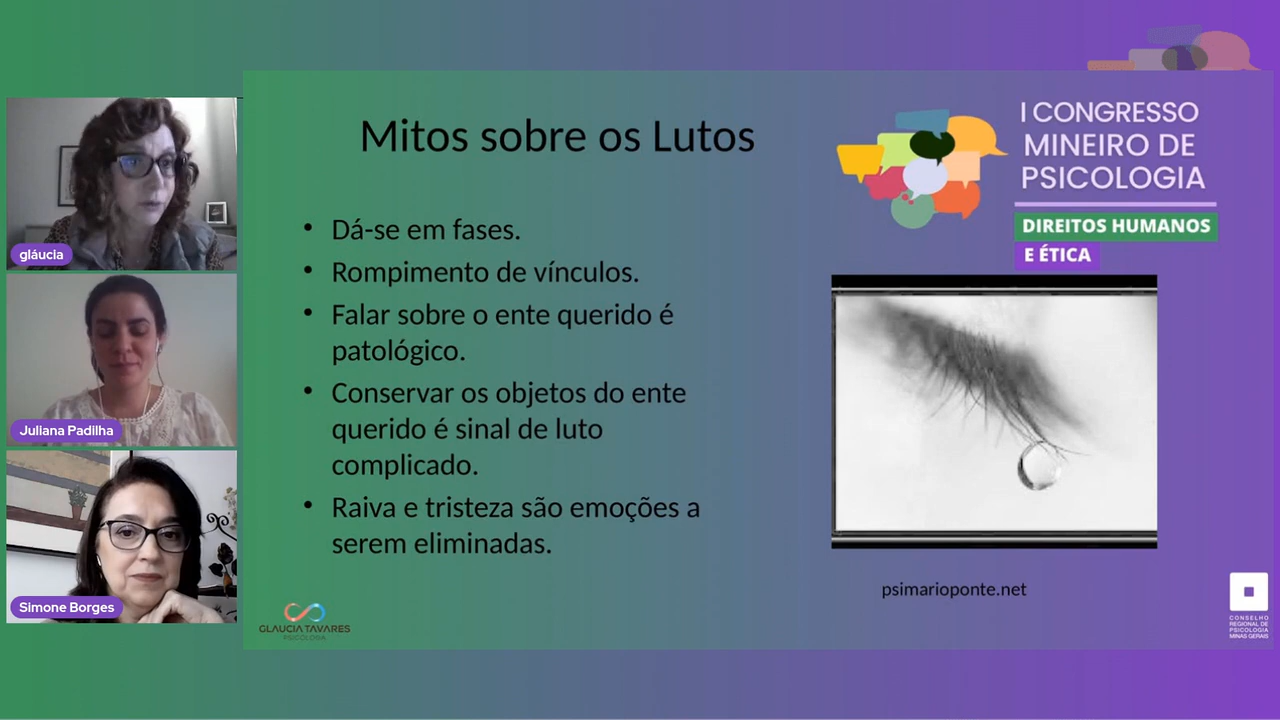 gláucia
Juliana Padilha
Simone Borges
Mitos sobre os Lutos
• Dá-se em fases.
• Rompimento de vínculos.
• Falar sobre o ente querido é
patológico.
• Conservar os objetos do ente
querido é sinal de luto
complicado.
• Raiva e tristeza são emoções a
serem eliminadas.
GLAUCIA TAVARES
PSICOLOGIA
I CONGRESSO
MINEIRO DE
PSICOLOGIA
DIREITOS HUMANOS
E ÉTICA
psimarioponte.net
CONSELHO
REGIONAL DE
PSICOLOGIA
MINAS GERAIS